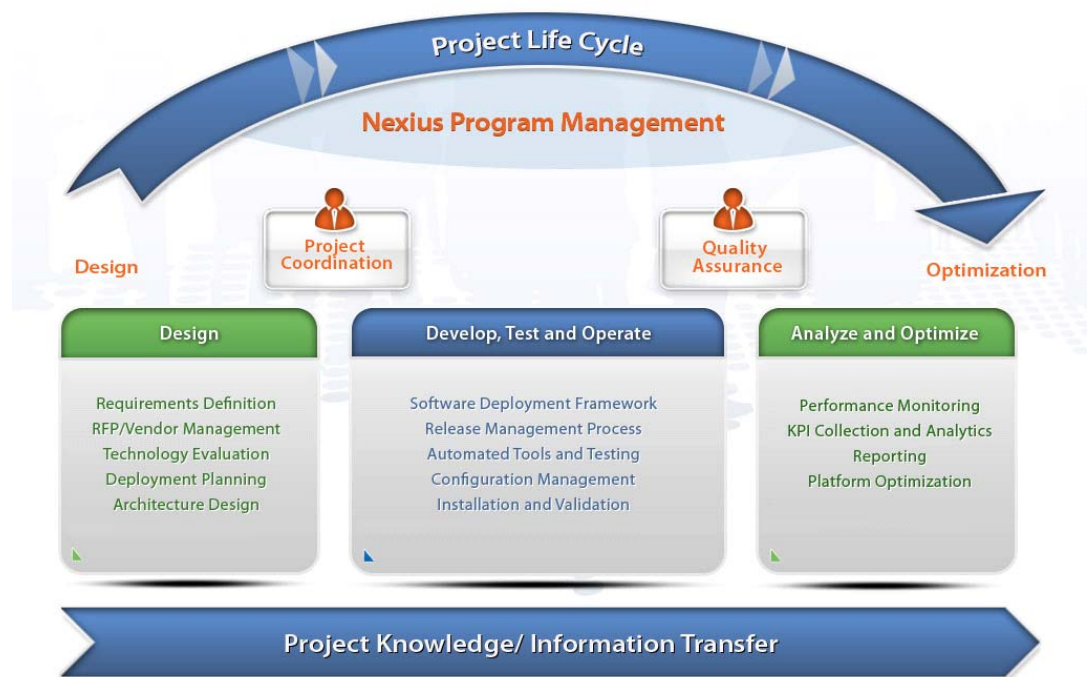 Project Life Cycle
Nexius Program Management
Project
Coordination
Quality
Assurance
Design
Optimization
Design
Requirements Definition
RFP/Vendor Management
Technology Evaluation
Deployment Planning
Architecture Design
Develop, Test and Operate
Software Deployment Framework
Release Management Process
Automated Tools and Testing
Configuration Management
Installation and Validation
Analyze and Optimize
Performance Monitoring
KPI Collection and Analytics
Reporting
Platform Optimization
Project Knowledge/ Information Transfer